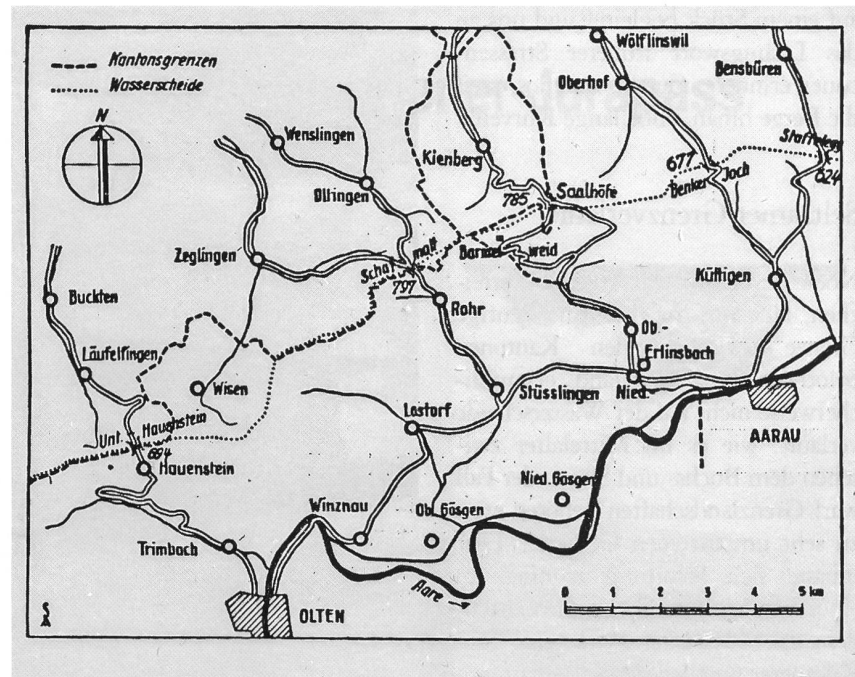 Kantonsgrenzen
Wasserscheide
N
Wölflinswil
Oberhof
Bensbüren
Wenslingen
Kienberg
Staffelegg
677
624
Oltingen
Benker Joch
785
Saalhöfe
Zeglingen
Schafmatt
Barmelweid
797
Küttigen
Buckten
Rohr
Ob.-
Läufelfingen
Erlinsbach
Wisen
Nied.-
Stüsslingen
Lostorf
AARAU
Unt. Hauenstein
694
Hauenstein
Nied. Gösgen
Winznau
Ob. Gösgen
Trimbach
Aare
0 1 2 3 4 5 km
OLTEN